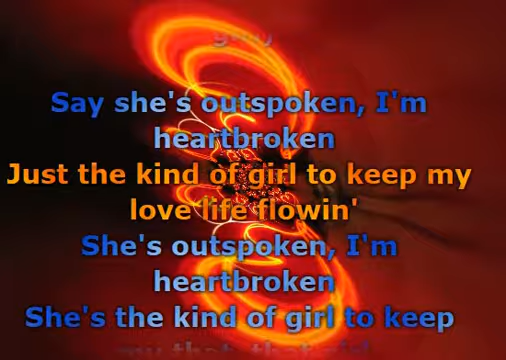 Say she's outspoken, I'm
heartbroken
Just the kind of girl to keep my
love life flowin'
She's outspoken, I'm
heartbroken
She's the kind of girl to keep